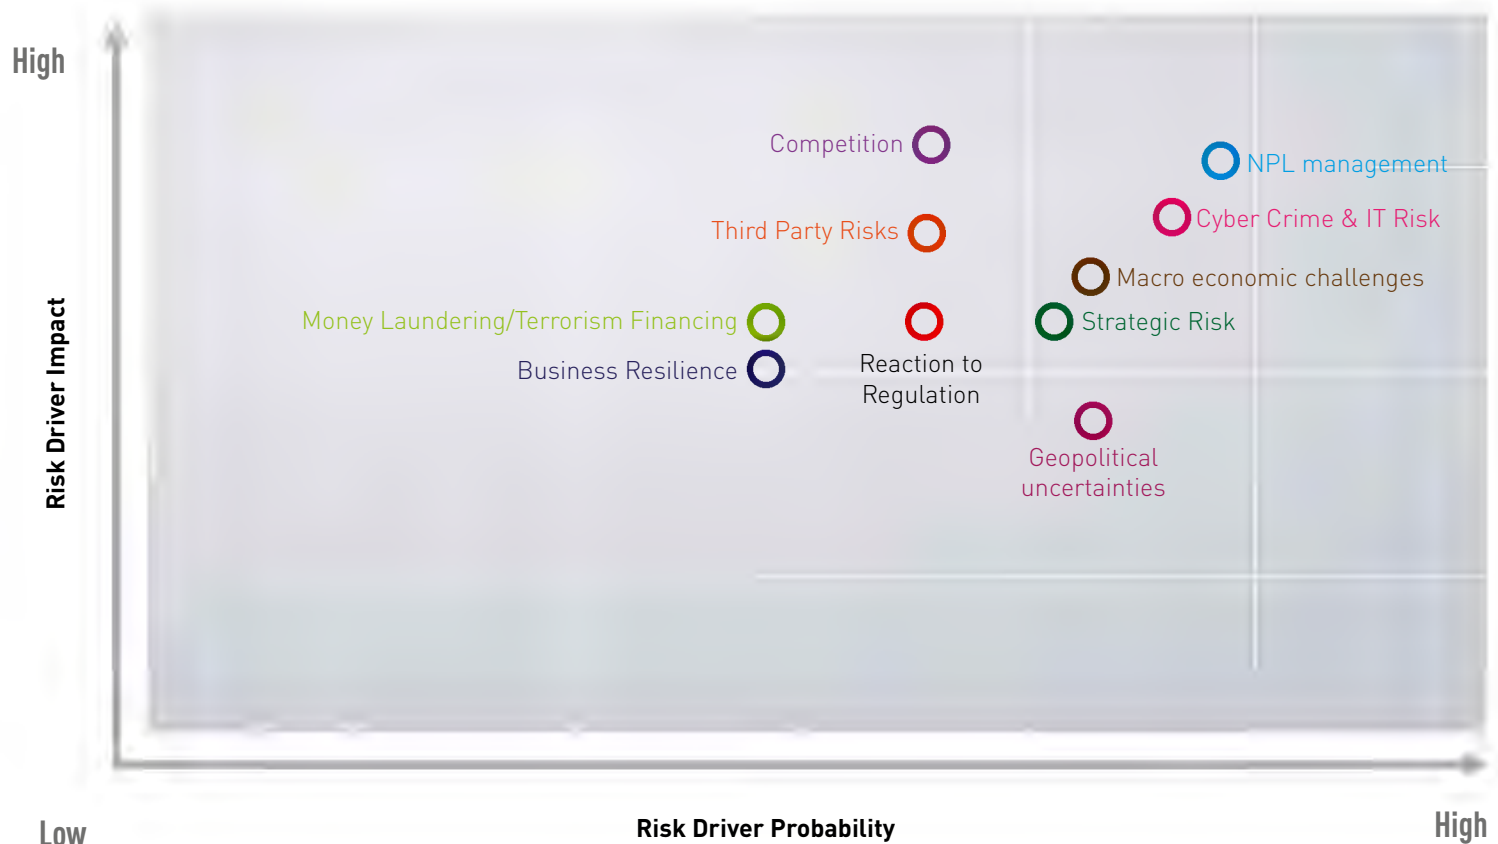 High
Competition
NPL management
Cyber Crime & IT Risk
Third Party Risks
Macro economic challenges
Money Laundering/Terrorism Financing
Strategic Risk
Business Resilience
Reaction to
Regulation
Geopolitical
uncertainties
Risk Driver Impact
Low
Risk Driver Probability
High